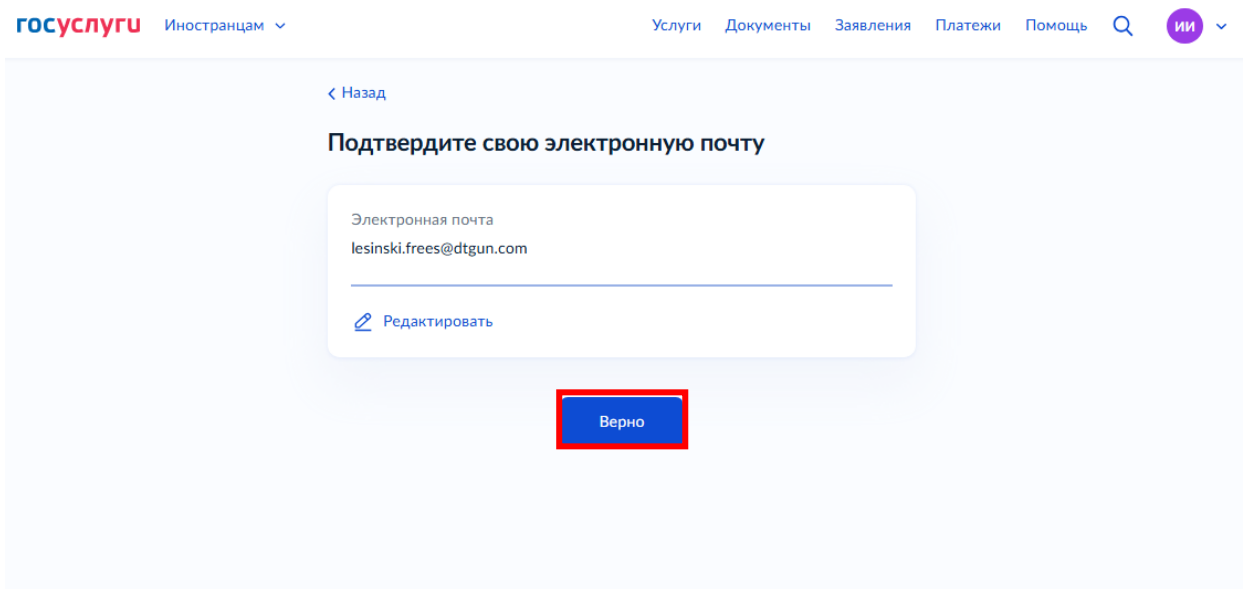 госуслуги Иностранцам Услуги Документы Заявления Платежи Помощь ИИ
Назад
Подтвердите свою электронную почту
Электронная почта
lesinski.frees@dtgun.com
Редактировать
Верно